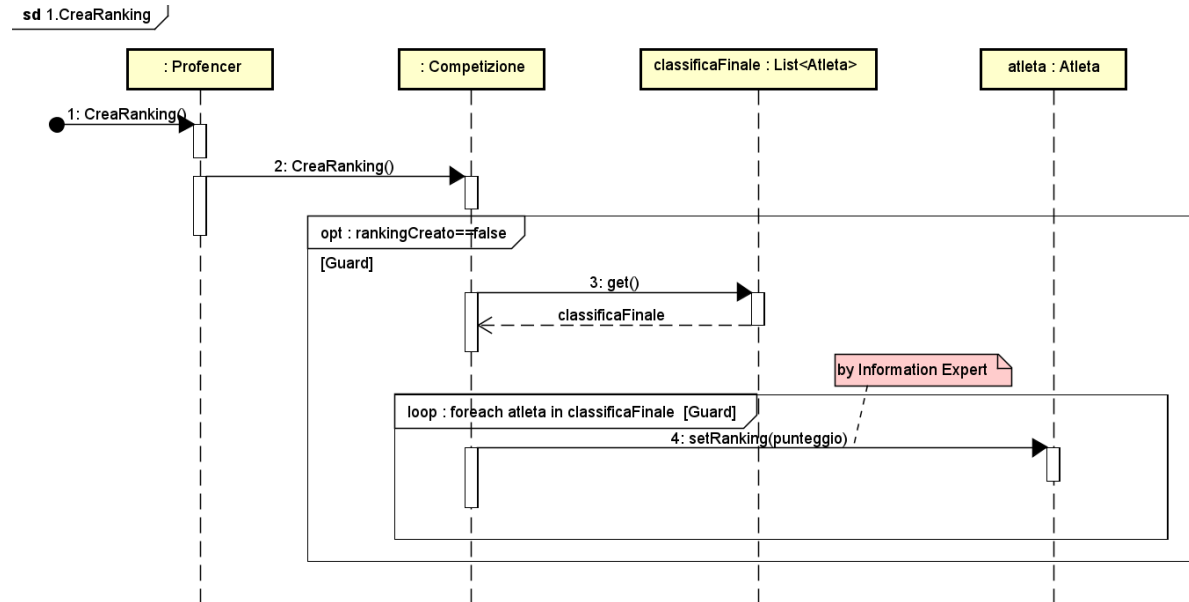 sd 1.CreaRanking
: Profencer
: Competizione
classificaFinale : List<Atleta>
atleta : Atleta
1: CreaRanking()
2: CreaRanking()
opt : rankingCreato==false
[Guard]
3: get()
classificaFinale
by Information Expert
loop : foreach atleta in classificaFinale [Guard]
4: setRanking(punteggio)